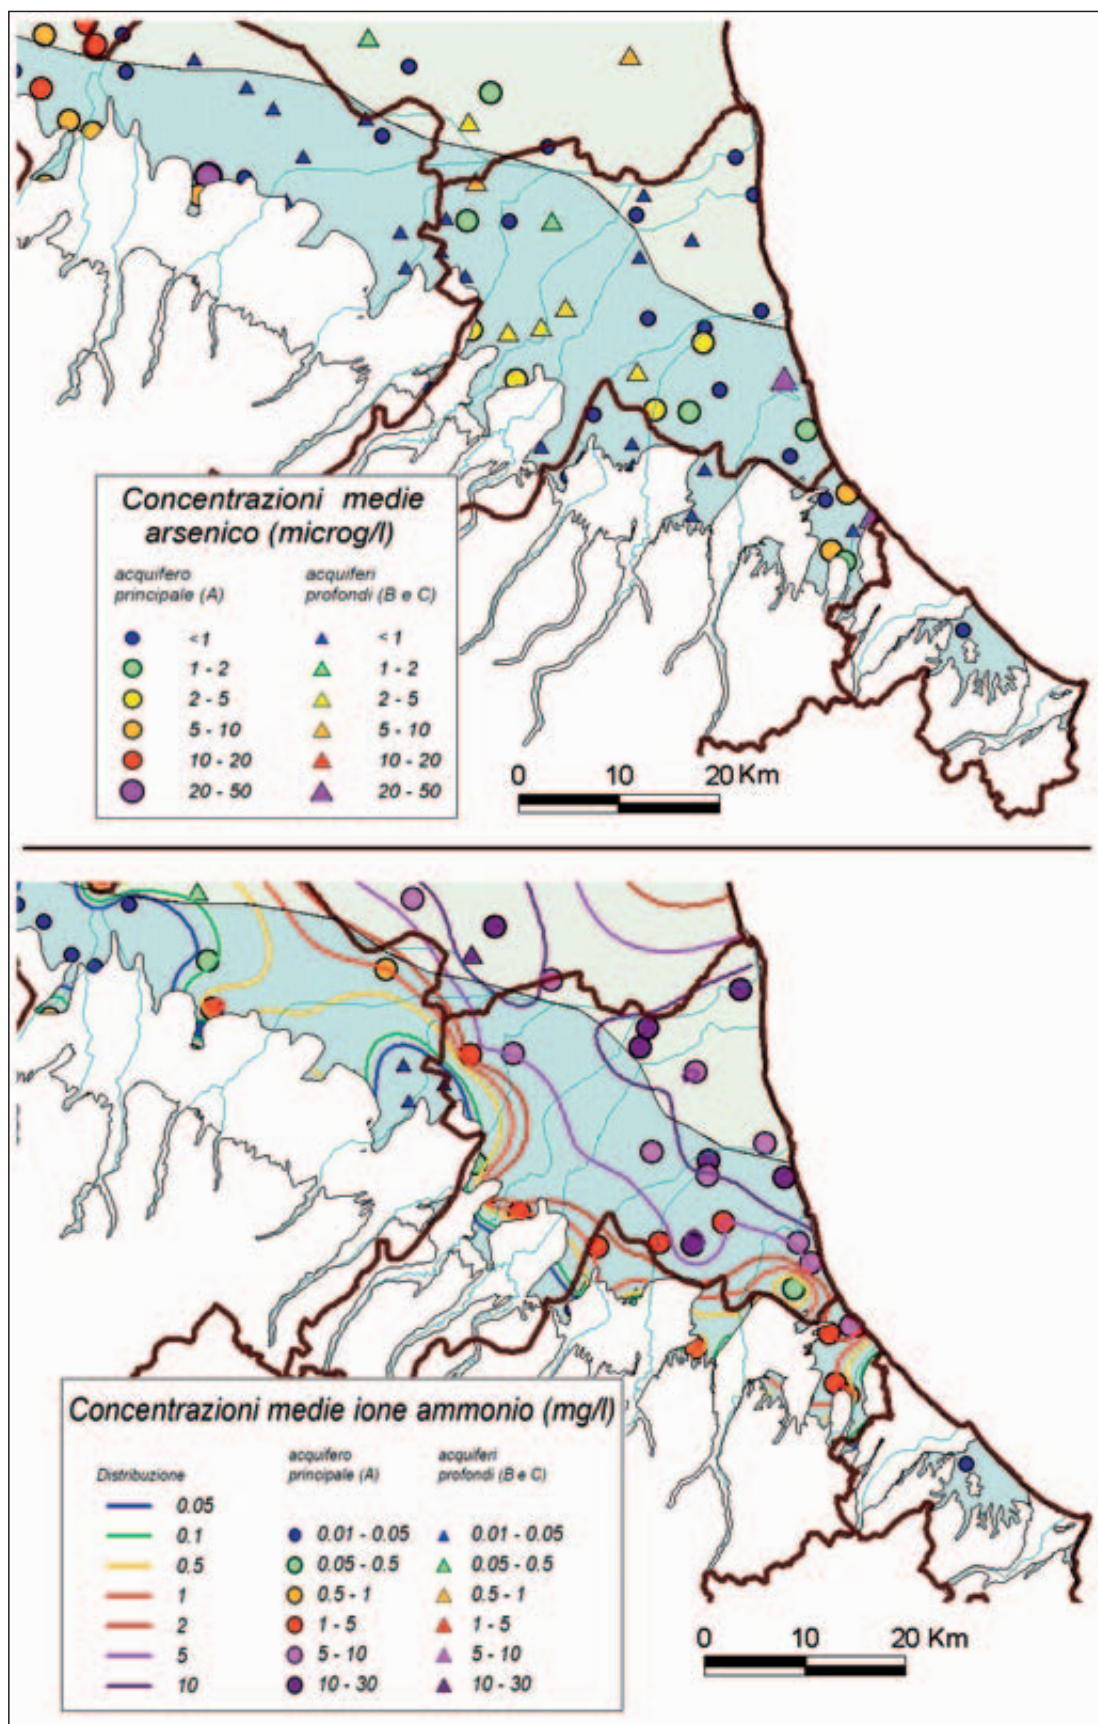 Concentrazioni medie
arsenico (microg/l)
acquifero
principale (A)
acquiferi
profondi (B e C)
<1 <1
1 - 2 1 - 2
2 - 5 2 - 5
5 - 10 5 - 10
10 - 20 10 - 20
20 - 50 20 - 50
0 10 20 Km
Concentrazioni medie ione ammonio (mg/l)
Distribuzione
acquifero
principale (A)
acquiferi
profondi (B e C)
0.05
0.1 0.01 - 0.05 0.01 - 0.05
0.5 0.05 - 0.5 0.05 - 0.5
1 0.5 - 1 0.5 - 1
2 1 - 5 1 - 5
5 5 - 10 5 - 10
10 10 - 30 10 - 30
0 10 20 Km